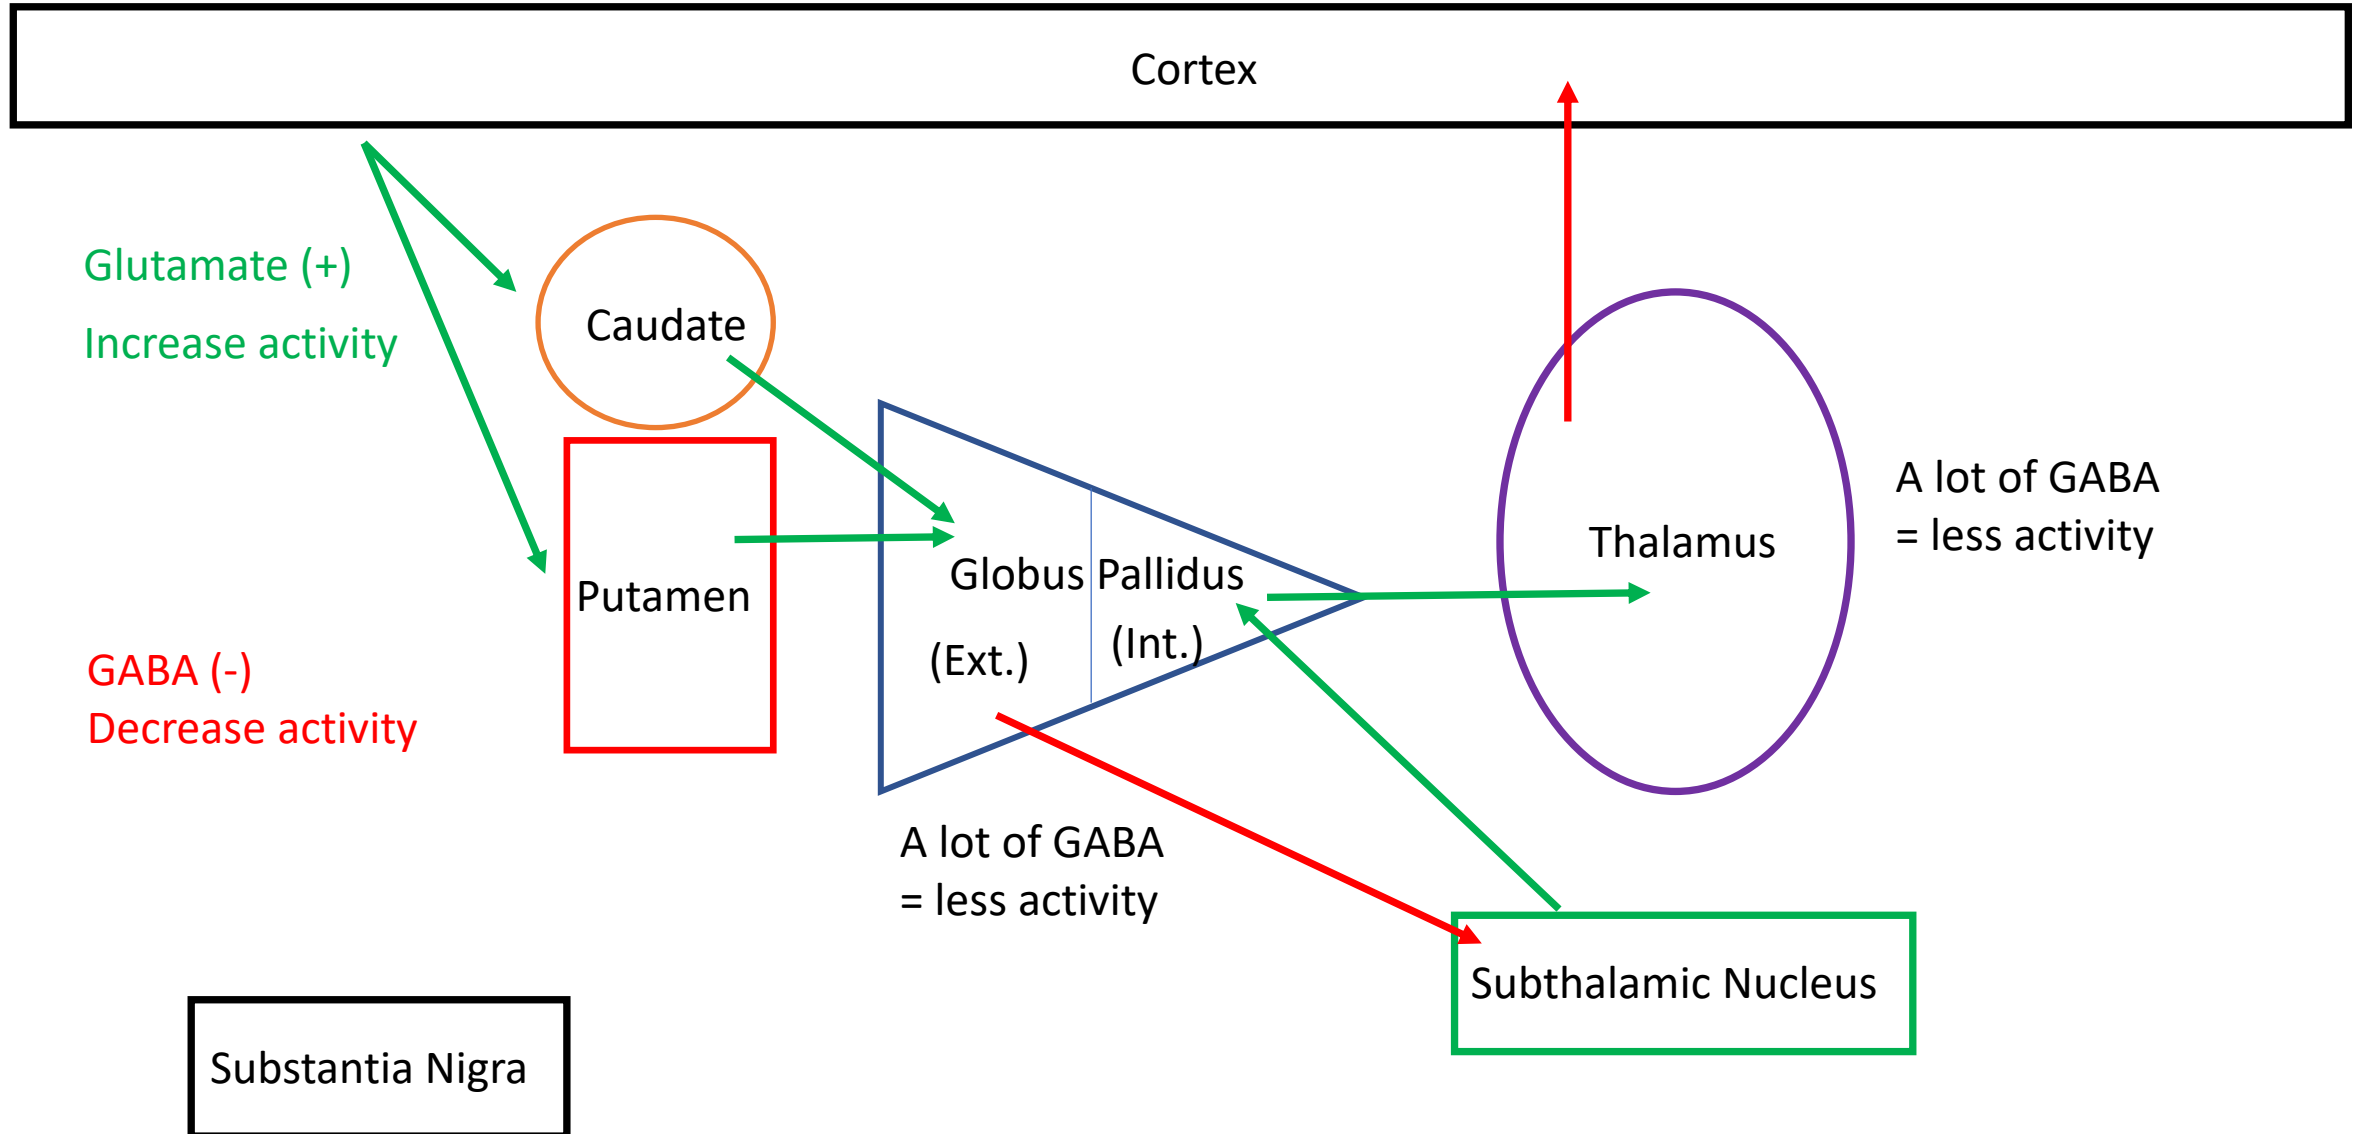 Cortex
Glutamate (+)
Increase activity
Caudate
Putamen
GABA (-)
Decrease activity
Globus Pallidus
(Ext.)
(Int.)
A lot of GABA
= less activity
Thalamus
A lot of GABA
= less activity
Subthalamic Nucleus
Substantia Nigra